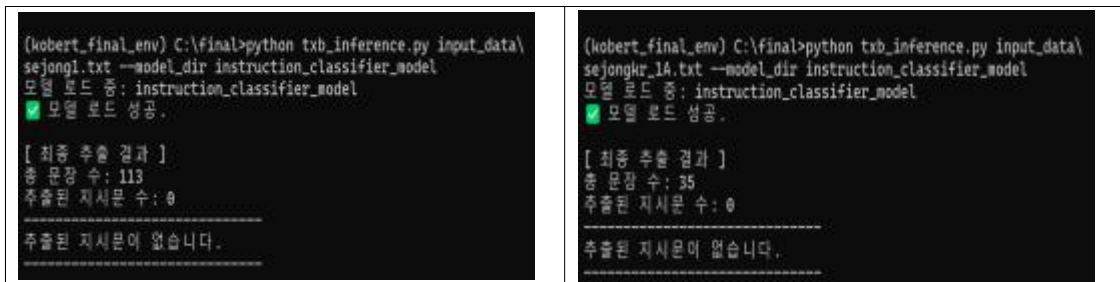 (kobert_final_env) C:\final>python txb_inference.py input_data\
sejong1.txt --model_dir instruction_classifier_model
모델 로드 중: instruction_classifier_model
✅ 모델 로드 성공.
[ 최종 추출 결과 ]
총 문장 수: 113
추출된 지시문 수: 0
------------------------------
추출된 지시문이 없습니다.
------------------------------
(kobert_final_env) C:\final>python txb_inference.py input_data\
sejongkr_1A.txt --model_dir instruction_classifier_model
모델 로드 중: instruction_classifier_model
✅ 모델 로드 성공.
[ 최종 추출 결과 ]
총 문장 수: 35
추출된 지시문 수: 0
------------------------------
추출된 지시문이 없습니다.
------------------------------